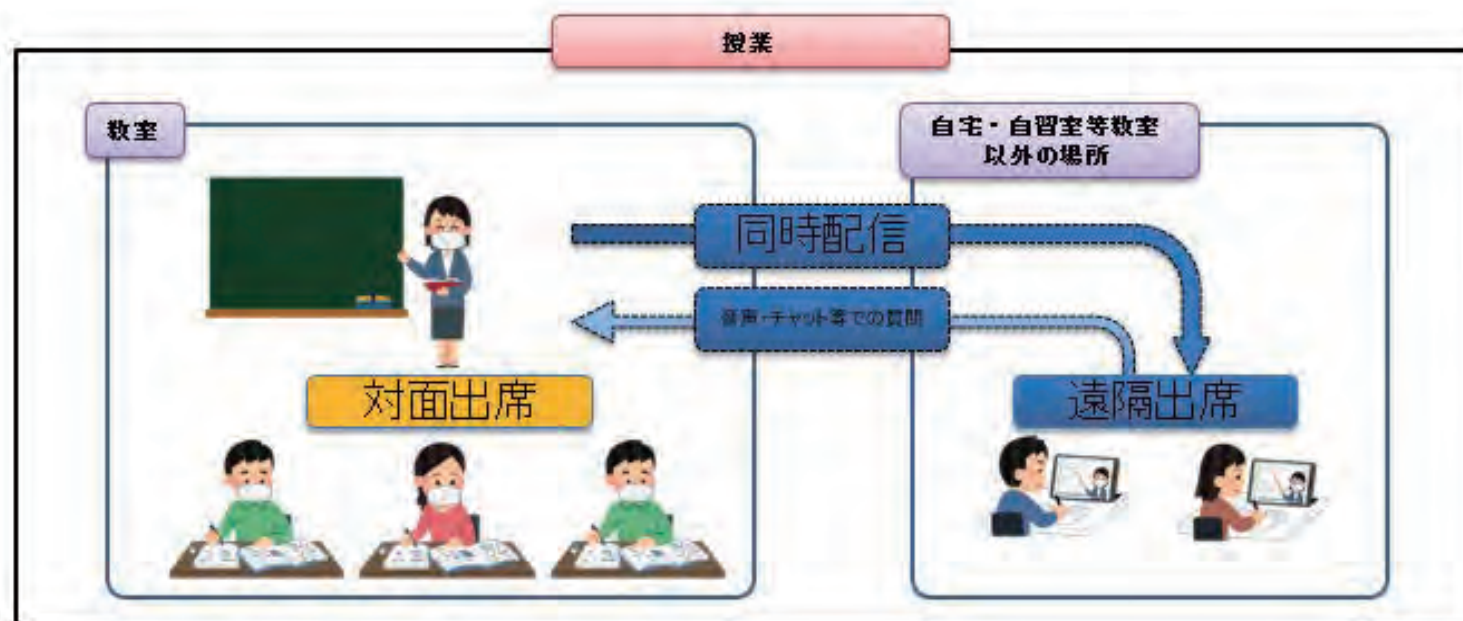 授業
教室
自宅・自習室等教室
以外の場所
同時配信
音声・チャット等での質問
対面出席
遠隔出席